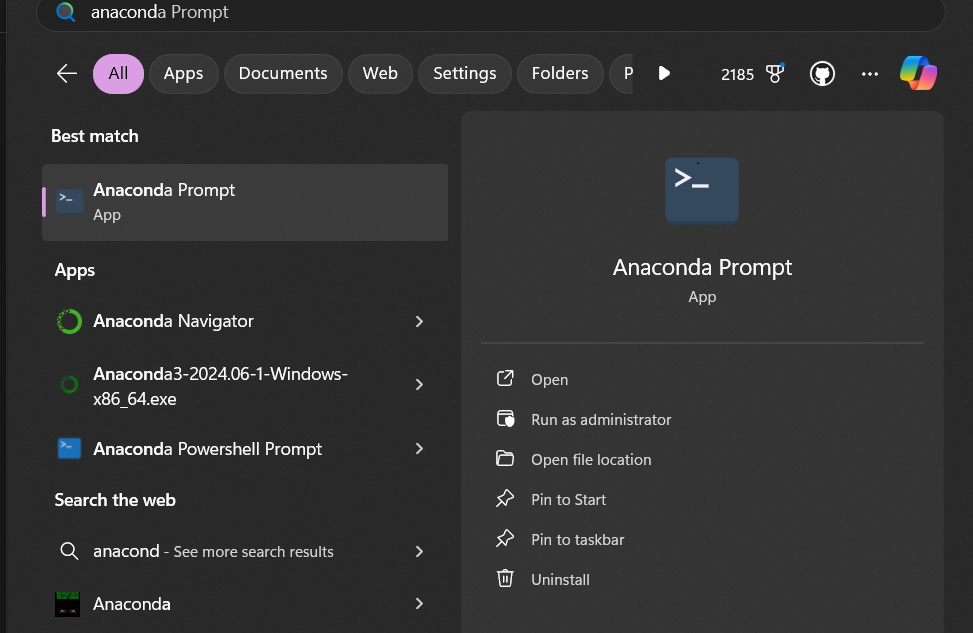 anaconda Prompt
All
Apps
Documents
Web
Settings
Folders
P
2185
Best match
Anaconda Prompt
App
Apps
Anaconda Navigator
Anaconda3-2024.06-1-Windows-
x86_64.exe
Anaconda Powershell Prompt
Search the web
anacond - See more search results
Anaconda
>_
Anaconda Prompt
App
Open
Run as administrator
Open file location
Pin to Start
Pin to taskbar
Uninstall